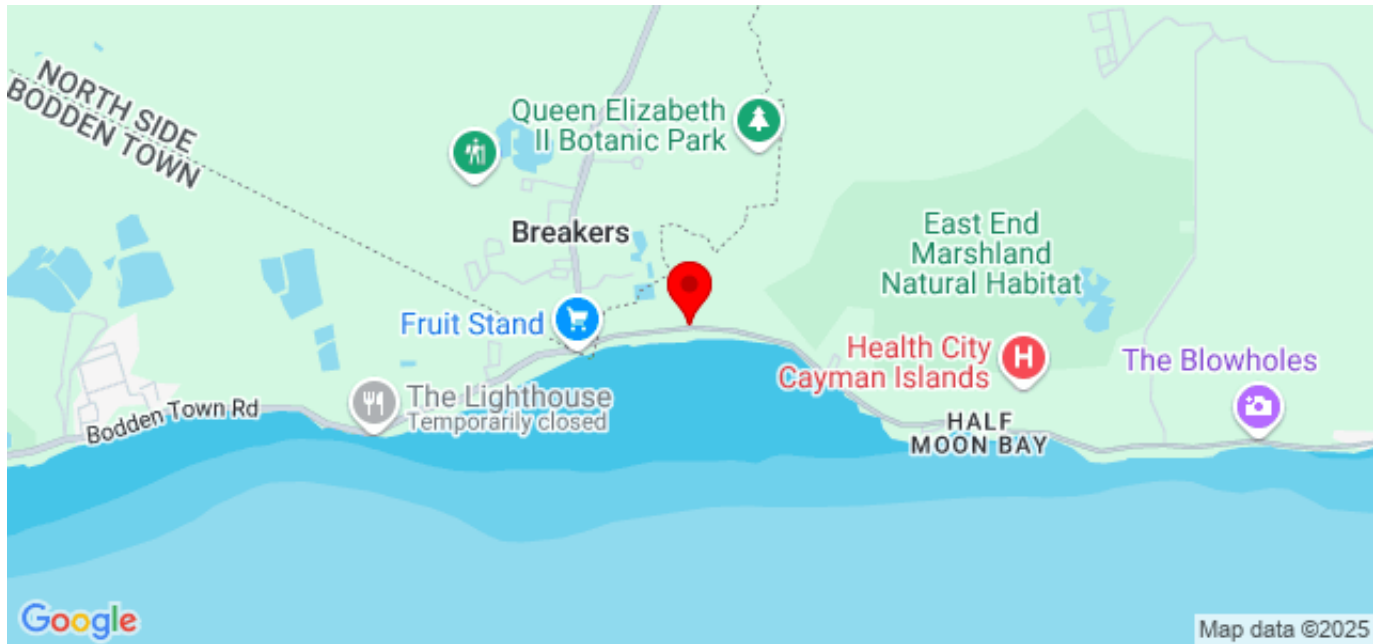 NORTH SIDE
BODDEN TOWN
Queen Elizabeth
II Botanic Park
Breakers
East End
Marshland
Natural Habitat
Fruit Stand
Health City
Cayman Islands
The Blowholes
The Lighthouse
Temporarily closed
Bodden Town Rd
HALF
MOON BAY
H
Google
Map data ©2025